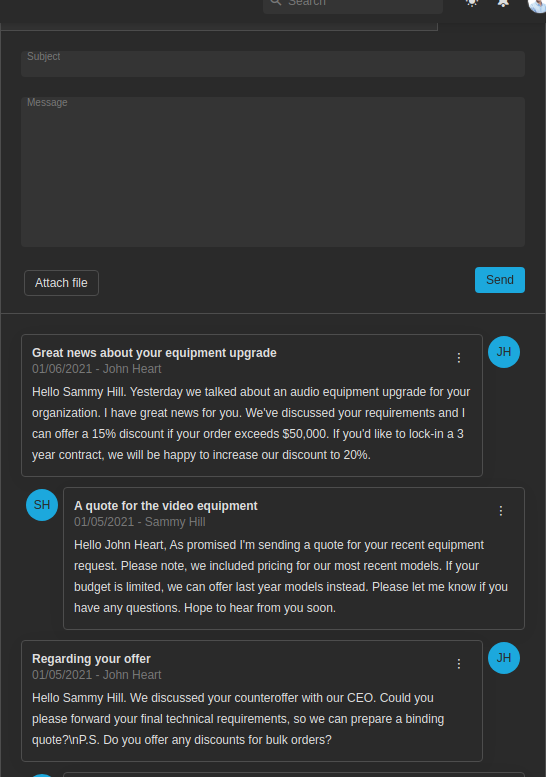 Search
Subject
Message
Attach file
Send
Great news about your equipment upgrade
01/06/2021 - John Heart
Hello Sammy Hill. Yesterday we talked about an audio equipment upgrade for your
organization. I have great news for you. We've discussed your requirements and I
can offer a 15% discount if your order exceeds $50,000. If you'd like to lock-in a 3
year contract, we will be happy to increase our discount to 20%.
JH
SH
A quote for the video equipment
01/05/2021 - Sammy Hill
Hello John Heart, As promised I'm sending a quote for your recent equipment
request. Please note, we included pricing for our most recent models. If your
budget is limited, we can offer last year models instead. Please let me know if you
have any questions. Hope to hear from you soon.
Regarding your offer
01/05/2021 - John Heart
Hello Sammy Hill. We discussed your counteroffer with our CEO. Could you
please forward your final technical requirements, so we can prepare a binding
quote?\nP.S. Do you offer any discounts for bulk orders?
JH